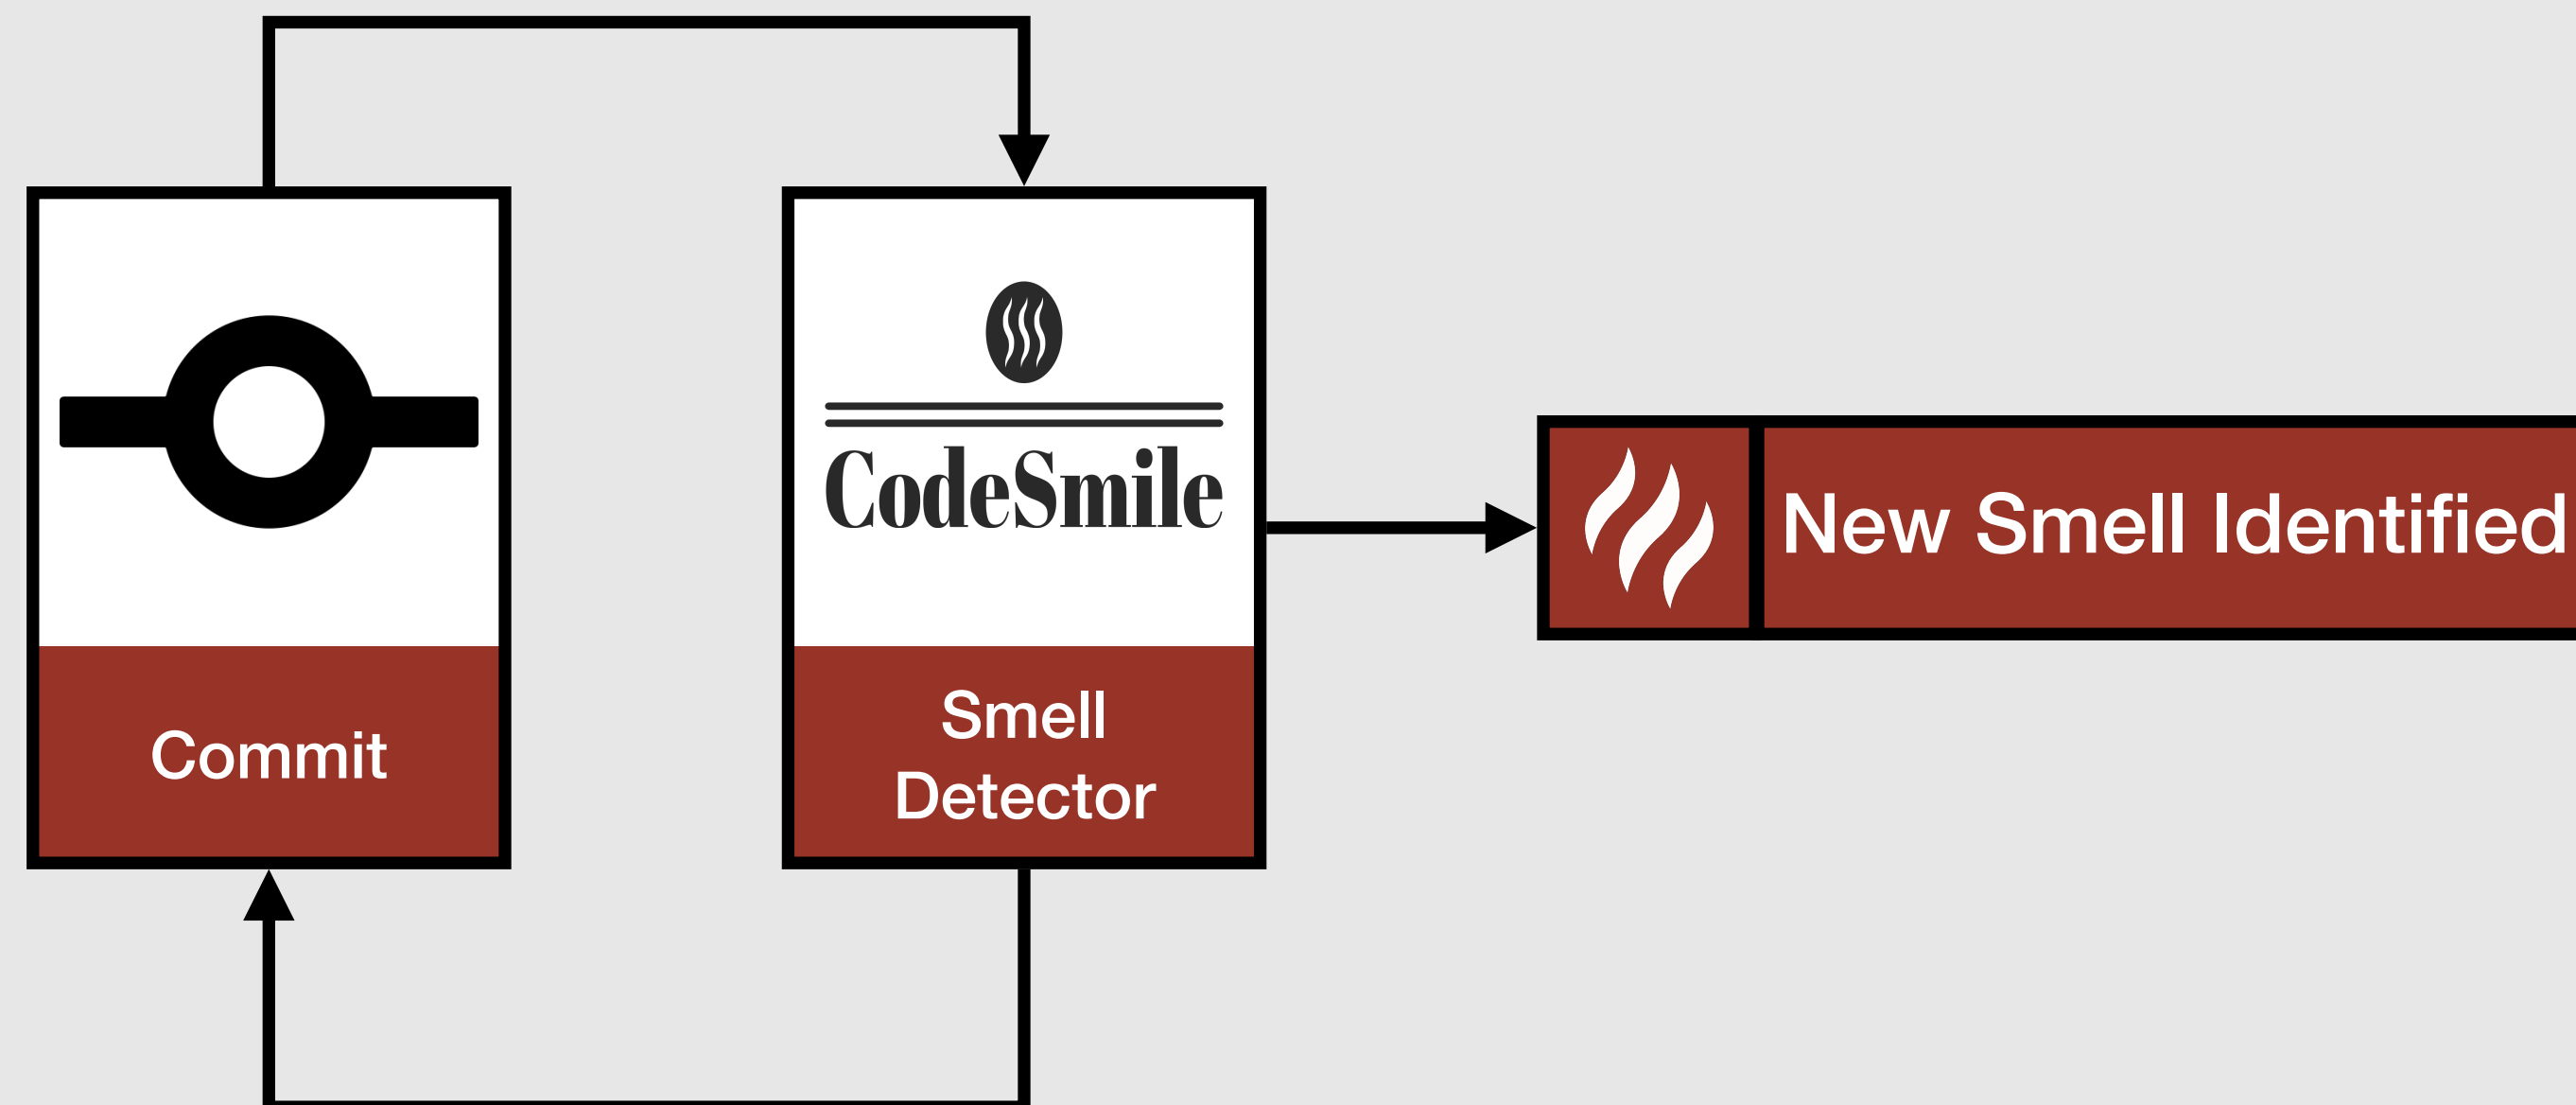 CodeSmile
New Smell Identified
Commit
Smell
Detector